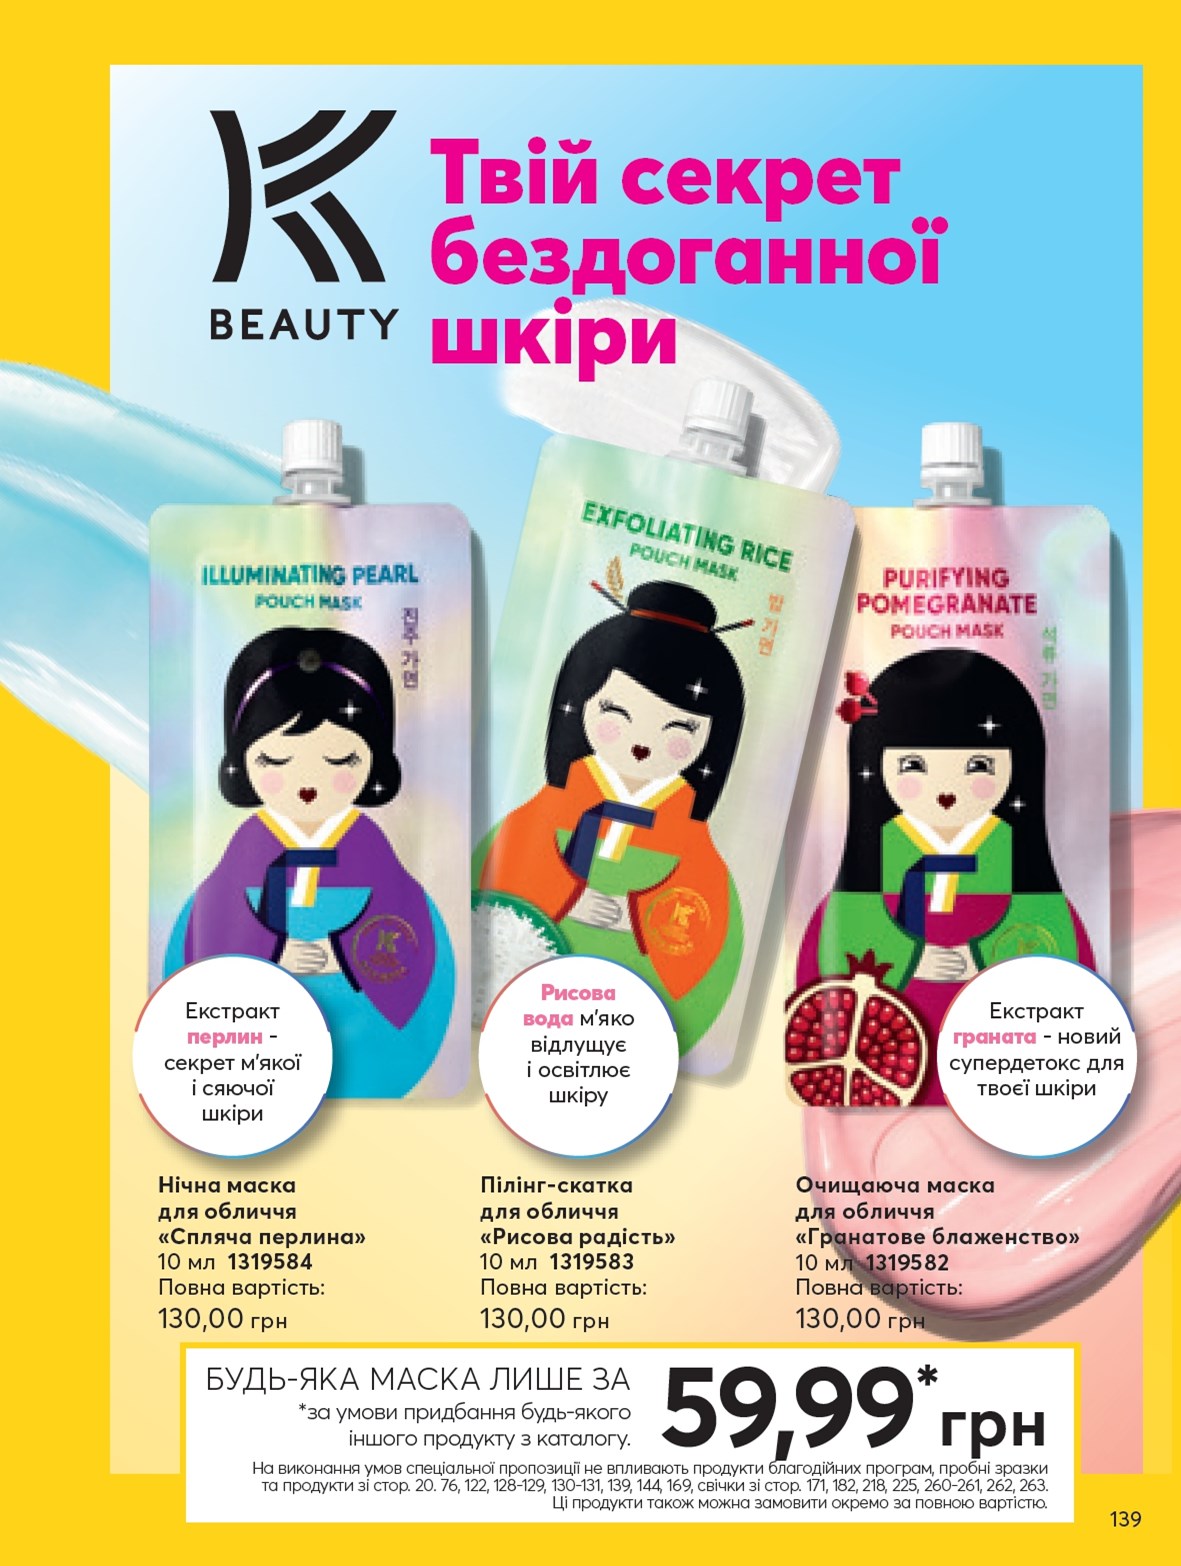 K
BEAUTY
Твій секрет
бездоганної
шкіри
ILLUMINATING PEARL
POUCH MASK
진주 가면
EXFOLIATING RICE
POUCH MASK
밥 가면
PURIFYING
POMEGRANATE
POUCH MASK
석류 가면
Екстракт
перлин -
секрет м'якої
і сяючої
шкіри
Рисова
вода м'яко
відлущує
і освітлює
шкіру
Екстракт
граната - новий
супердетокс для
твоєї шкіри
Нічна маска
для обличчя
«Спляча перлина»
10 мл 1319584
Повна вартість:
130,00 грн
Пілінг-скатка
для обличчя
«Рисова радість»
10 мл 1319583
Повна вартість:
130,00 грн
Очищаюча маска
для обличчя
«Гранатове блаженство»
10 мл 1319582
Повна вартість:
130,00 грн
БУДЬ-ЯКА МАСКА ЛИШЕ ЗА
*за умови придбання будь-якого
іншого продукту з каталогу.
59,99* грн
На виконання умов спеціальної пропозиції не впливають продукти благодійних програм, пробні зразки
та продукти зі стор. 20. 76, 122, 128-129, 130-131, 139, 144, 169, свічки зі стор. 171, 182, 218, 225, 260-261, 262, 263.
Ці продукти також можна замовити окремо за повною вартістю.
139